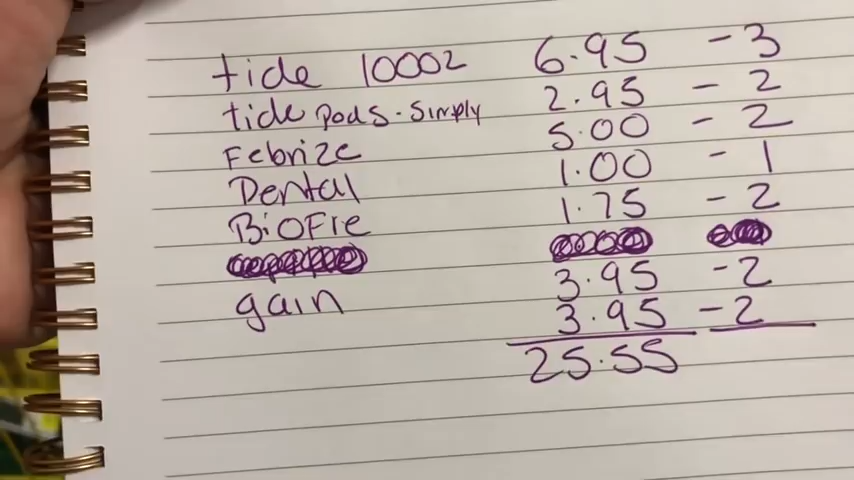 tide 100oz 6.95 - 3
tide pods - Simply 2.95 - 2
Febrize 5.00 - 2
Dental 1.00 - 1
BioFre 1.75 - 2
gain 3.95 - 2
3.95 - 2
25.55